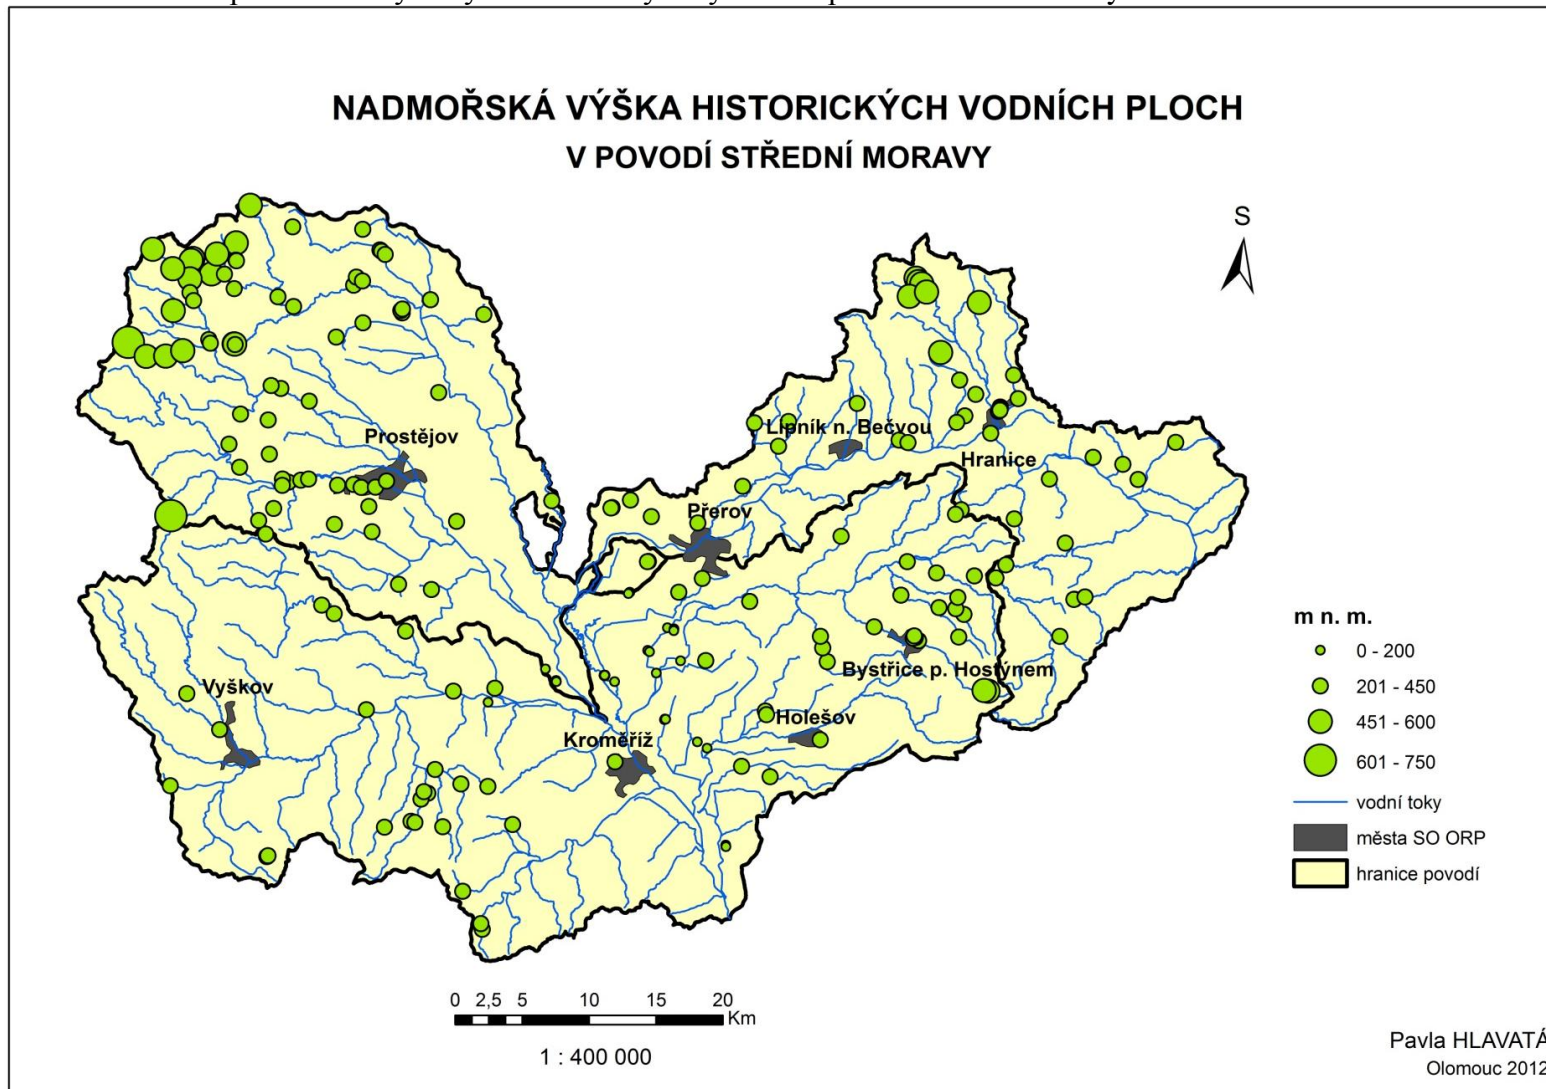 NADMOŘSKÁ VÝŠKA HISTORICKÝCH VODNÍCH PLOCH
V POVODÍ STŘEDNÍ MORAVY
S
Prostějov
Lipník n. Bečvou
Hranice
Přerov
Bystřice p. Hostýnem
Vyškov
Holešov
Kroměříž
m n. m.
0 - 200
201 - 450
451 - 600
601 - 750
vodní toky
města SO ORP
hranice povodí
0 2,5 5 10 15 20
Km
1 : 400 000
Pavla HLAVATÁ
Olomouc 2012